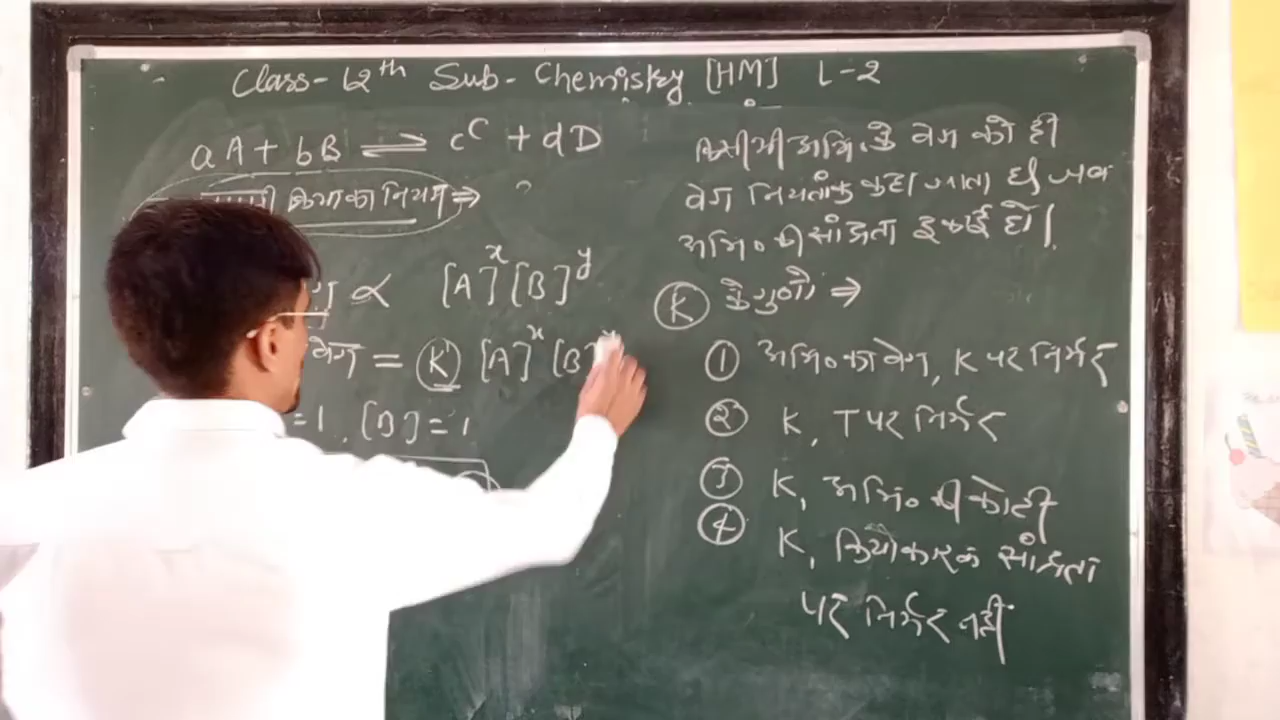 Class-12th Sub-Chemistry [HM] L-2
aA + bB ⇌ cC + dD
क्रिया का नियम ⇒
∝ [A]^x [B]^y
वेग = K [A]^x [B]
=1, [B]=1
किसी भी अभि. के वेग को ही
वेग नियतांक कहा जाता है। जब
अभि० की सांद्रता इकाई हो।
K के गुणो ⇒
① अभि० का वेग, K पर निर्भर
② K, T पर निर्भर
③ K, अभि० की कोटी
④ K, क्रियाकारक सांद्रता
पर निर्भर नहीं